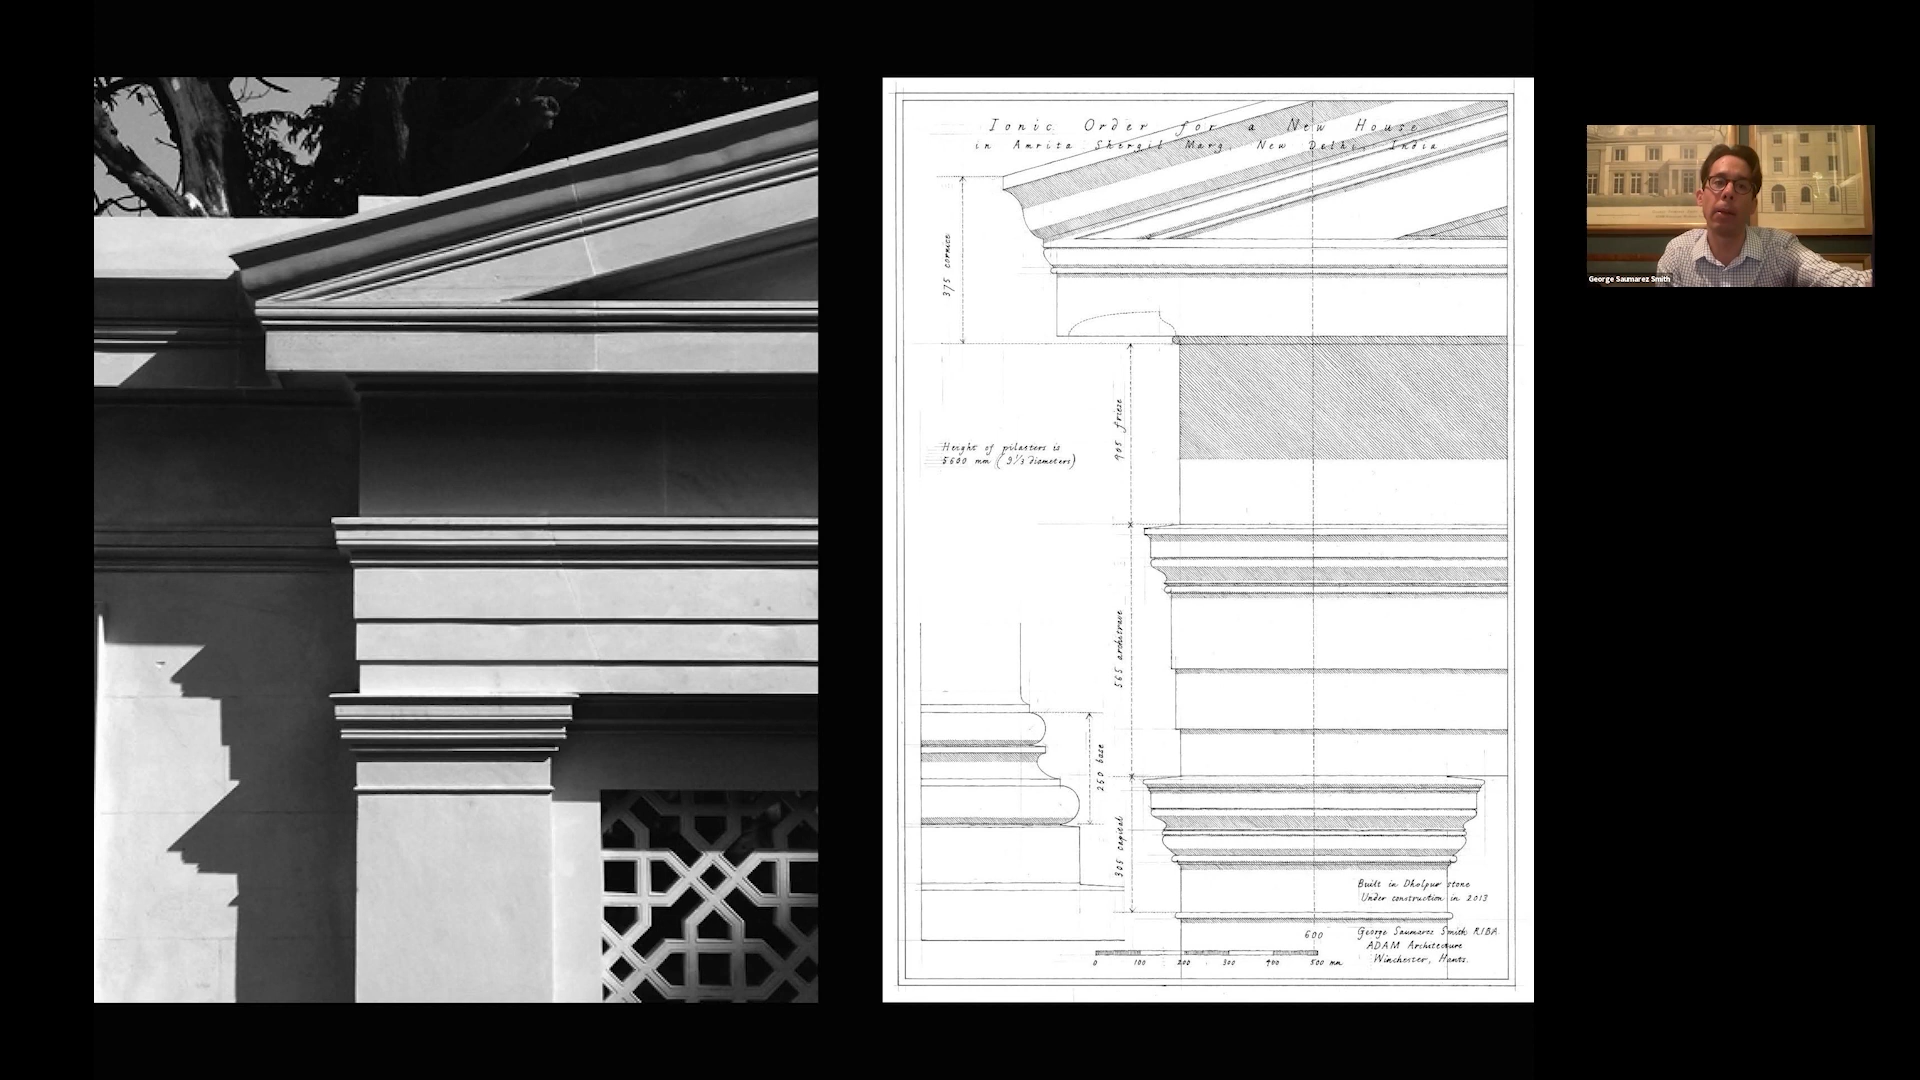 Ionic Order for a New House
in Amrita Shergil Marg, New Delhi, India
375 cornice
405 frieze
Height of pilasters is
5600 mm (9⅓ diameters)
565 architrave
250 base
305 capital
Built in Dholpur stone
Under construction in 2013
600
George Saumarez Smith RIBA
ADAM Architecture
Winchester, Hants.
0 100 200 300 400 500 mm
George Saumarez Smith